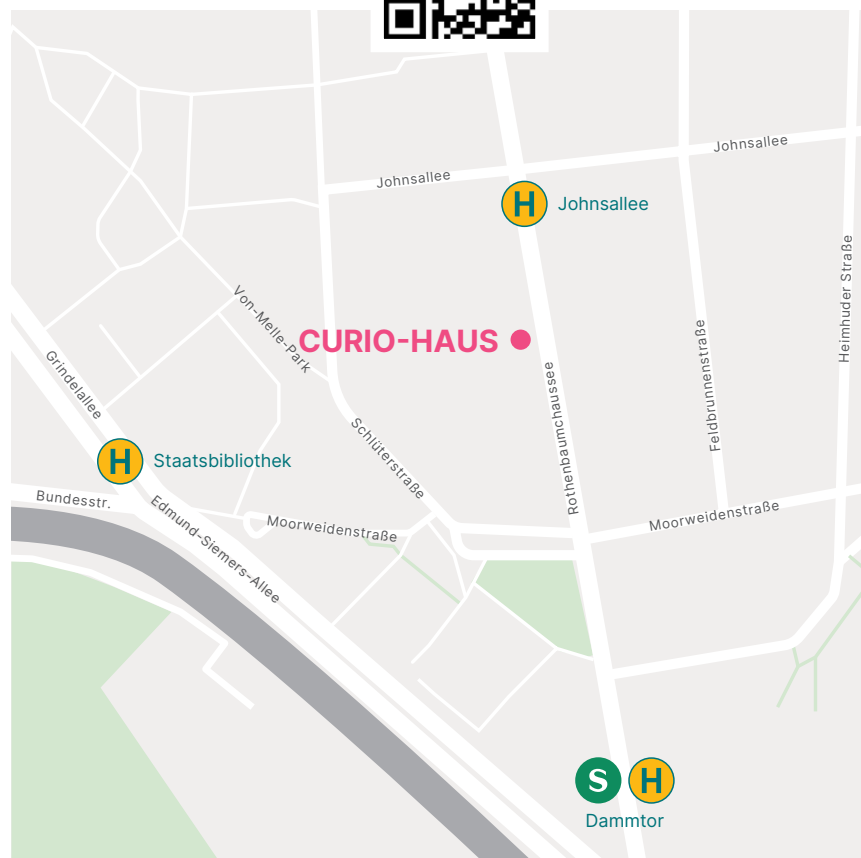 Johnsallee
Johnsallee
H Johnsallee
Heimhuder Straße
Von-Melle-Park
CURIO-HAUS
Feldbrunnenstraße
Grindelallee
Rothenbaumchaussee
Schlüterstraße
H Staatsbibliothek
Bundesstr.
Edmund-Siemers-Allee
Moorweidenstraße
Moorweidenstraße
S H
Dammtor